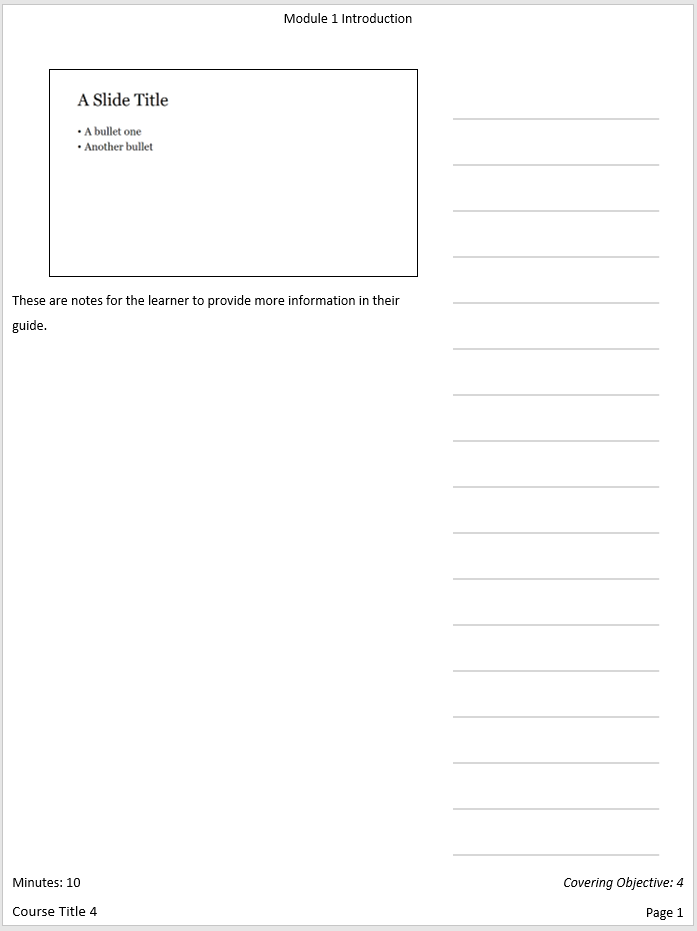 Module 1 Introduction
A Slide Title
• A bullet one
• Another bullet
These are notes for the learner to provide more information in their
guide.
Minutes: 10
Covering Objective: 4
Course Title 4
Page 1